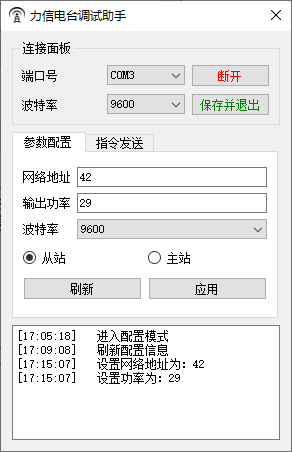 力信电台调试助手
连接面板
端口号 COM3 断开
波特率 9600 保存并退出
参数配置 指令发送
网络地址 42
输出功率 29
波特率 9600
从站 主站
刷新 应用
[17:05:18] 进入配置模式
[17:09:08] 刷新配置信息
[17:15:07] 设置网络地址为: 42
[17:15:07] 设置功率为: 29